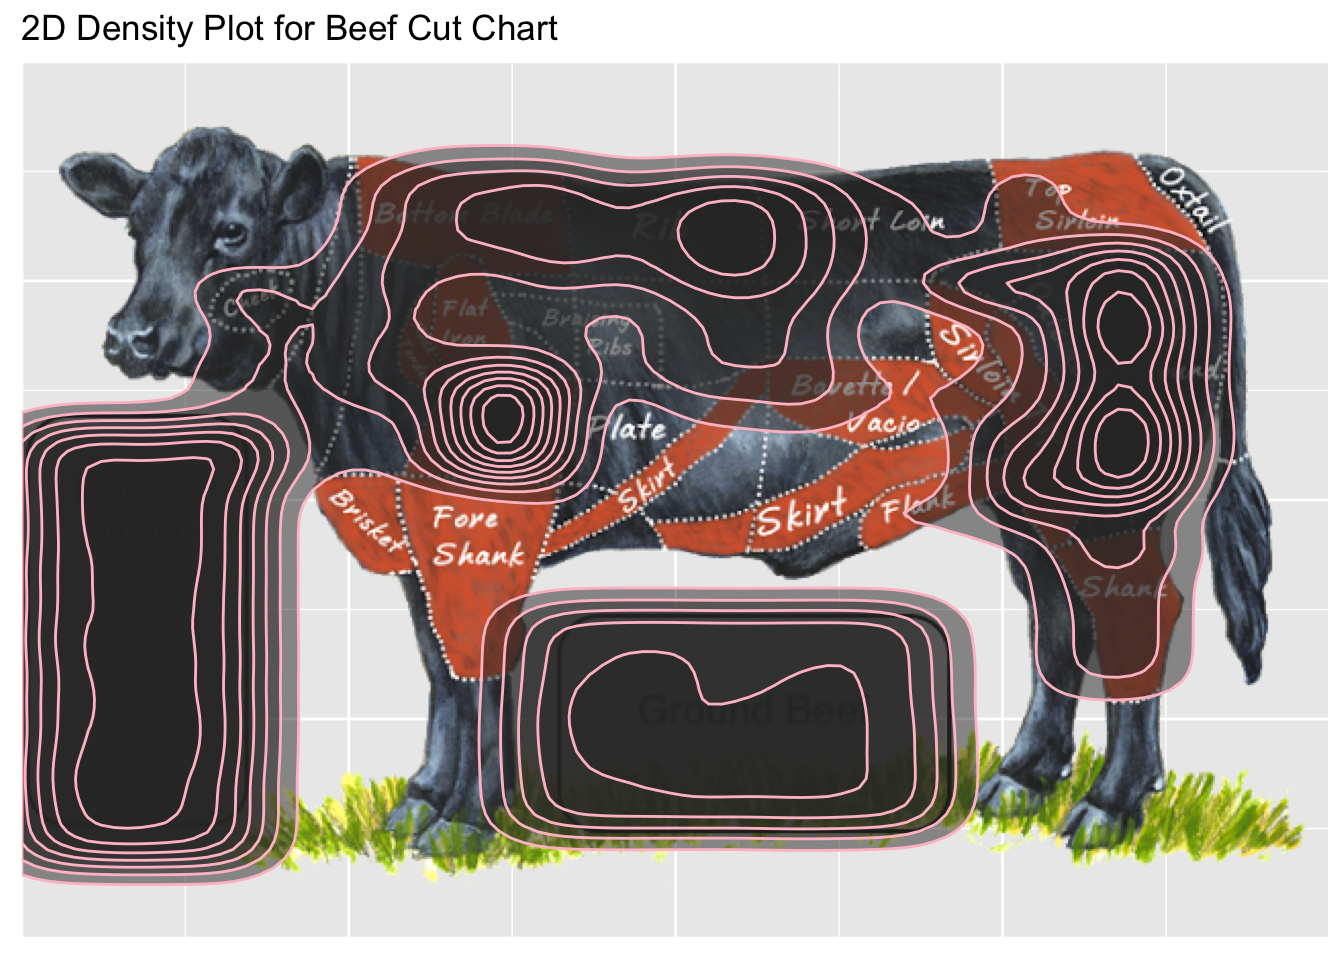 2D Density Plot for Beef Cut Chart
Bottom Blade
Short Loin
Top
Sirloin
Oxtail
Cheek
Flat
Iron
Braising
Ribs
Plate
Bavette /
Vacio
Sirloin
Skirt
Skirt
Flank
Brisket
Fore
Shank
Shank
Ground Beef